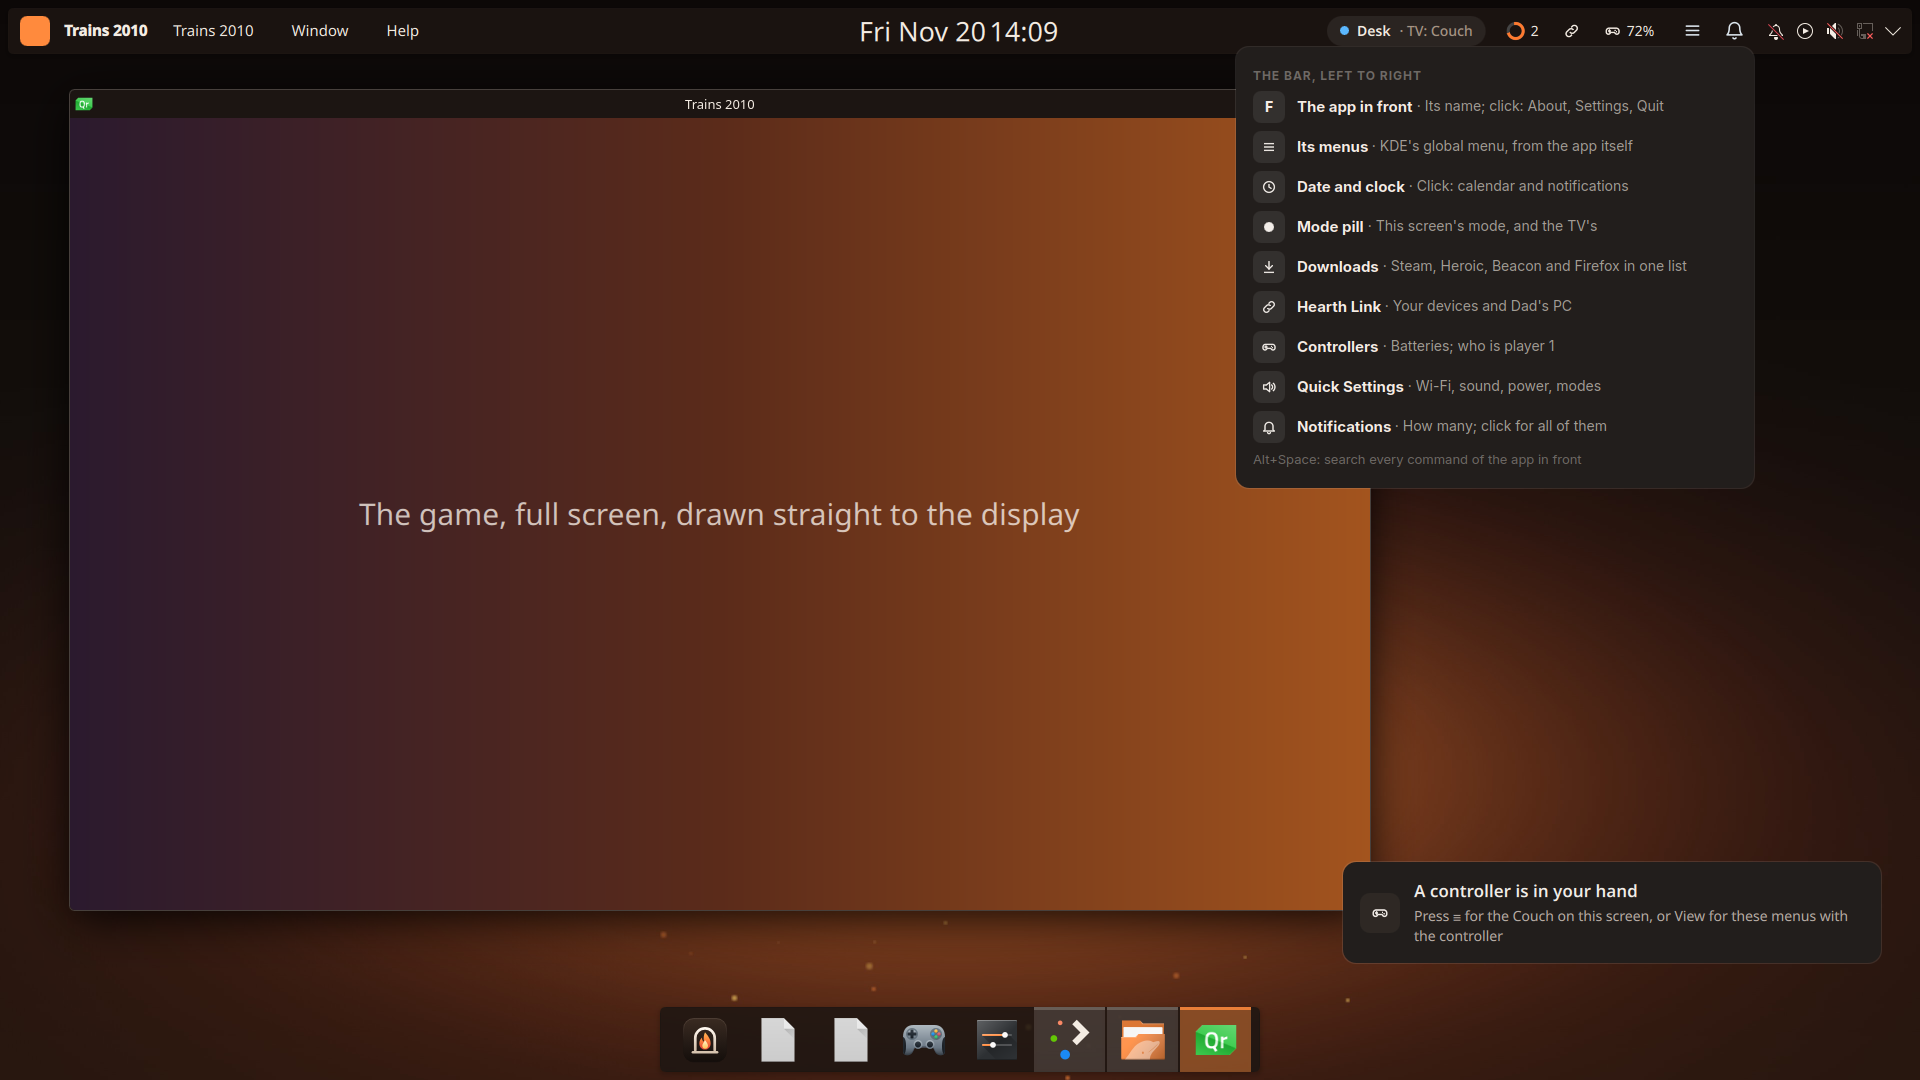 Trains 2010 Trains 2010 Window Help Fri Nov 20 14:09 Desk · TV: Couch 2 72%
Trains 2010
THE BAR, LEFT TO RIGHT
F The app in front · Its name; click: About, Settings, Quit
Its menus · KDE's global menu, from the app itself
Date and clock · Click: calendar and notifications
Mode pill · This screen's mode, and the TV's
Downloads · Steam, Heroic, Beacon and Firefox in one list
Hearth Link · Your devices and Dad's PC
Controllers · Batteries; who is player 1
Quick Settings · Wi-Fi, sound, power, modes
Notifications · How many; click for all of them
Alt+Space: search every command of the app in front
The game, full screen, drawn straight to the display
A controller is in your hand
Press ≡ for the Couch on this screen, or View for these menus with
the controller
Qr